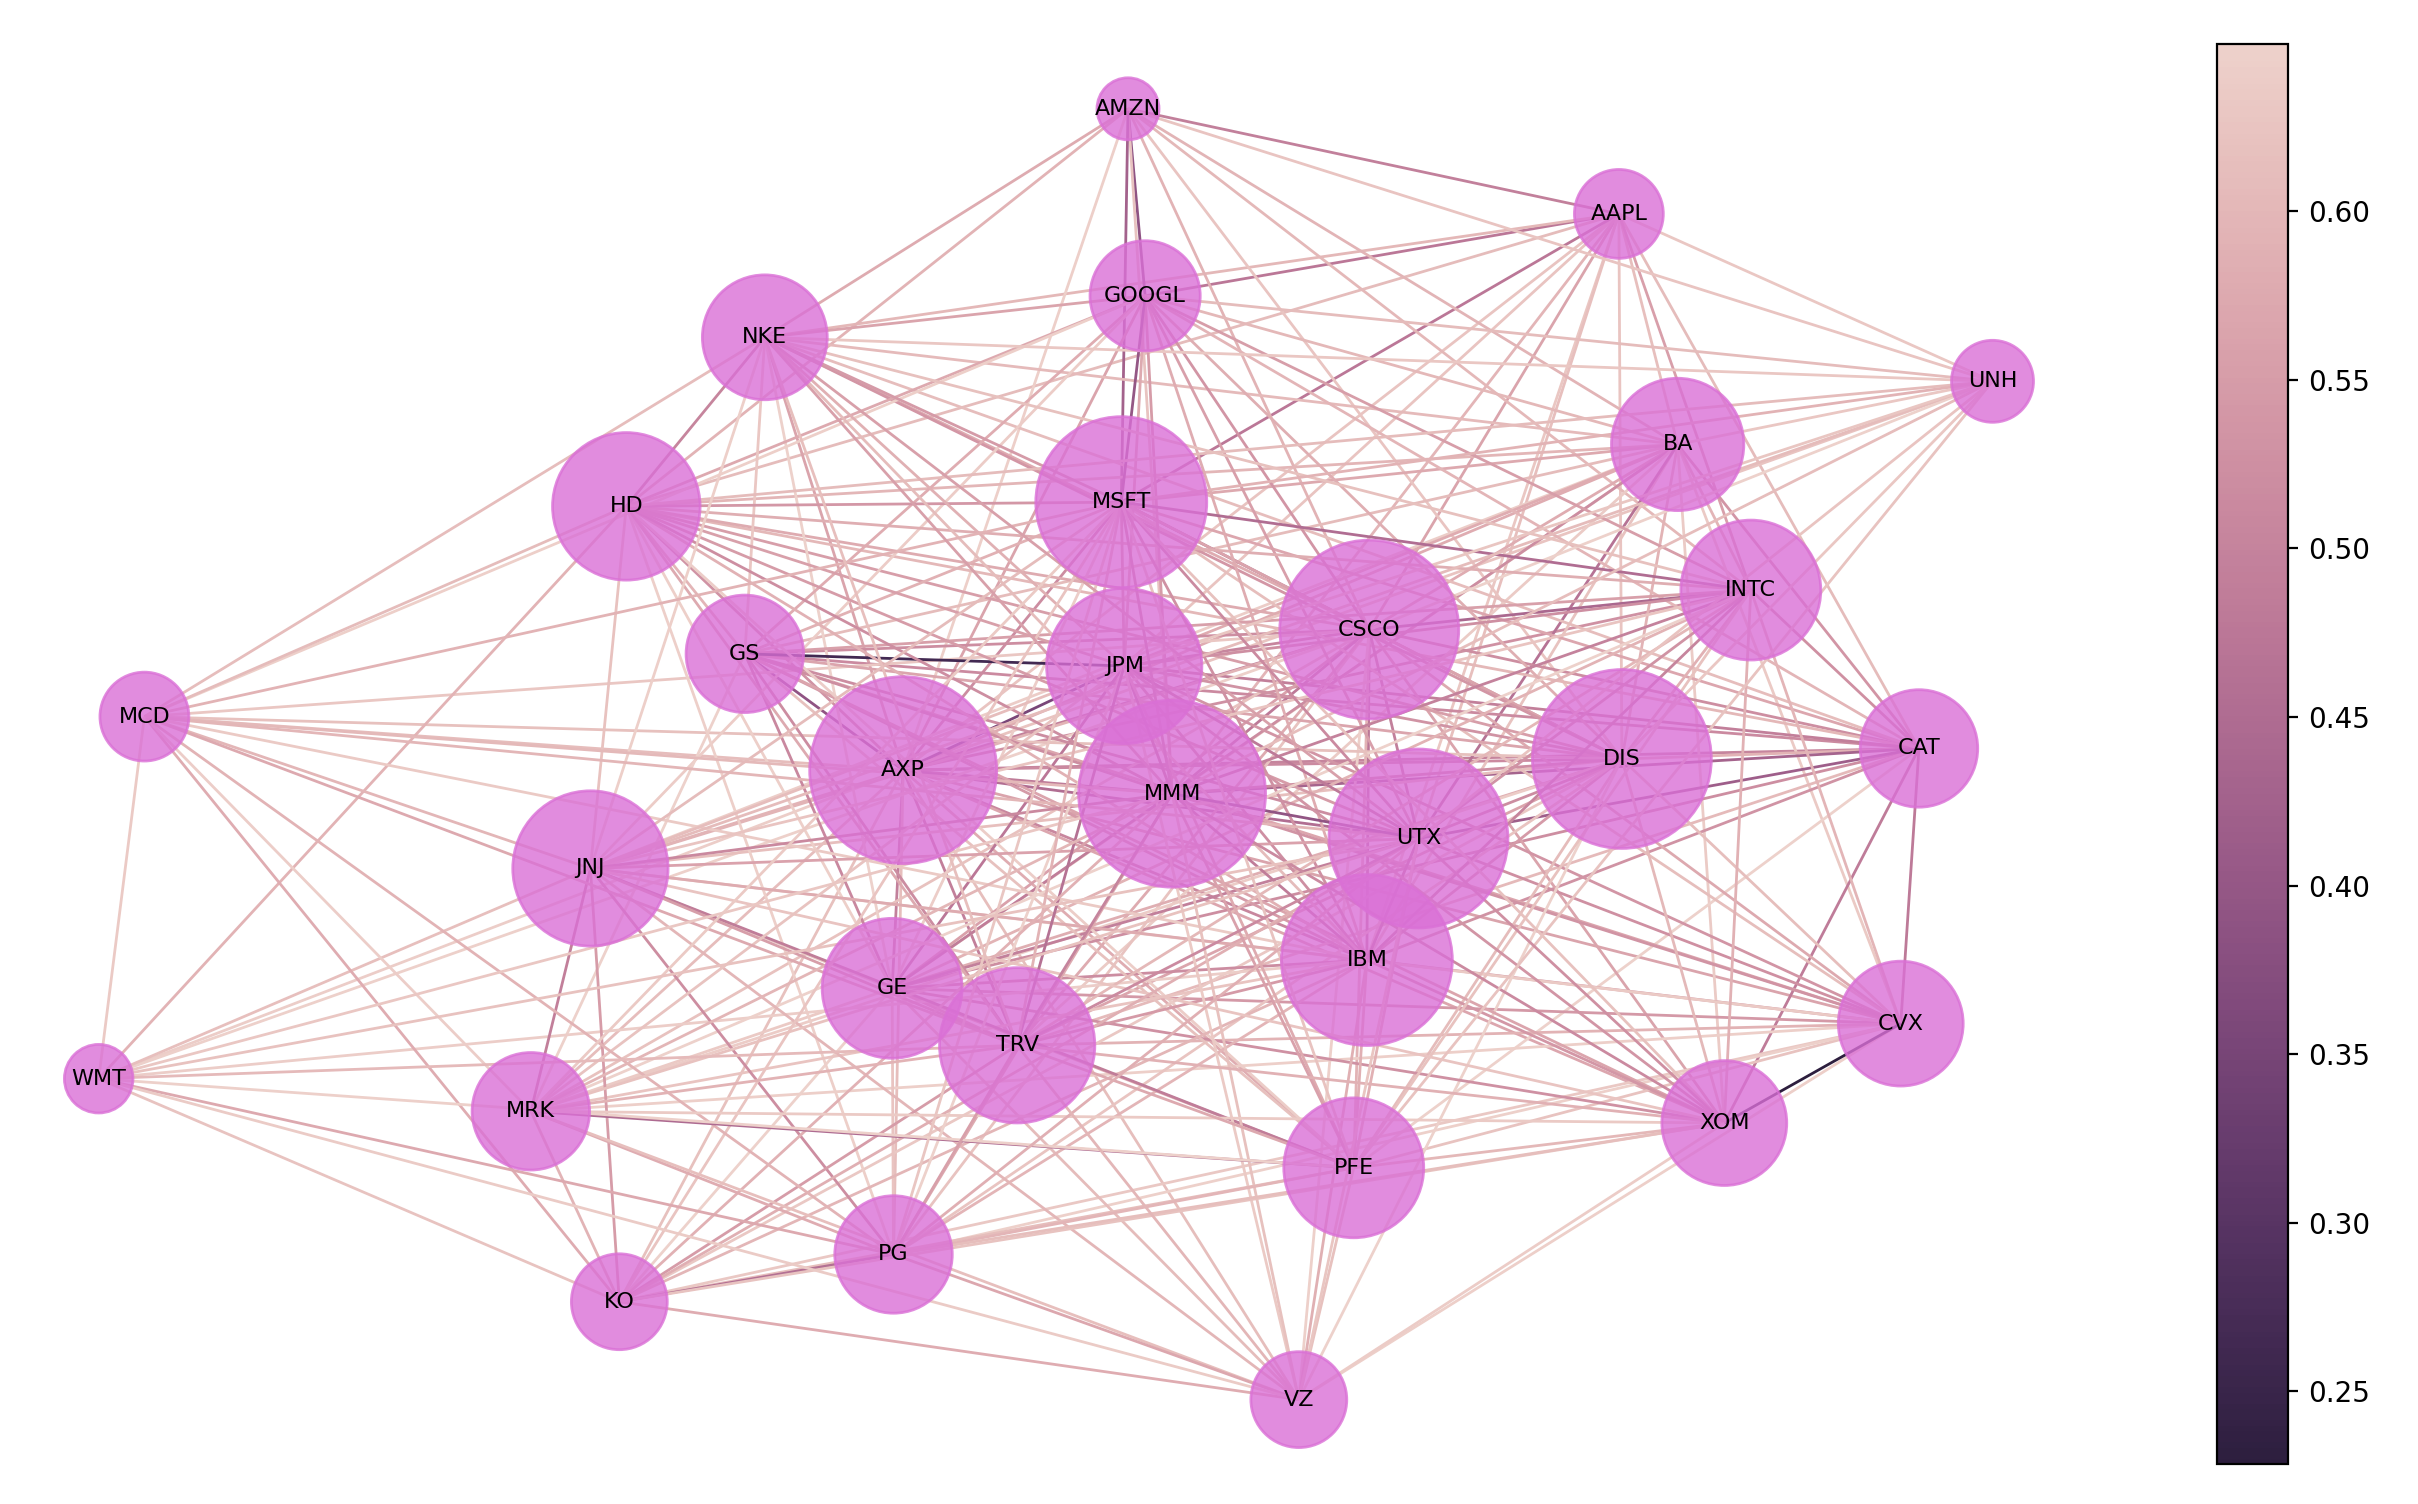 AMZN
AAPL
GOOGL
NKE
UNH
BA
MSFT
HD
INTC
CSCO
GS
JPM
MCD
CAT
DIS
AXP
MMM
UTX
JNJ
IBM
GE
CVX
TRV
WMT
MRK
XOM
PFE
PG
KO
VZ
0.60
0.55
0.50
0.45
0.40
0.35
0.30
0.25